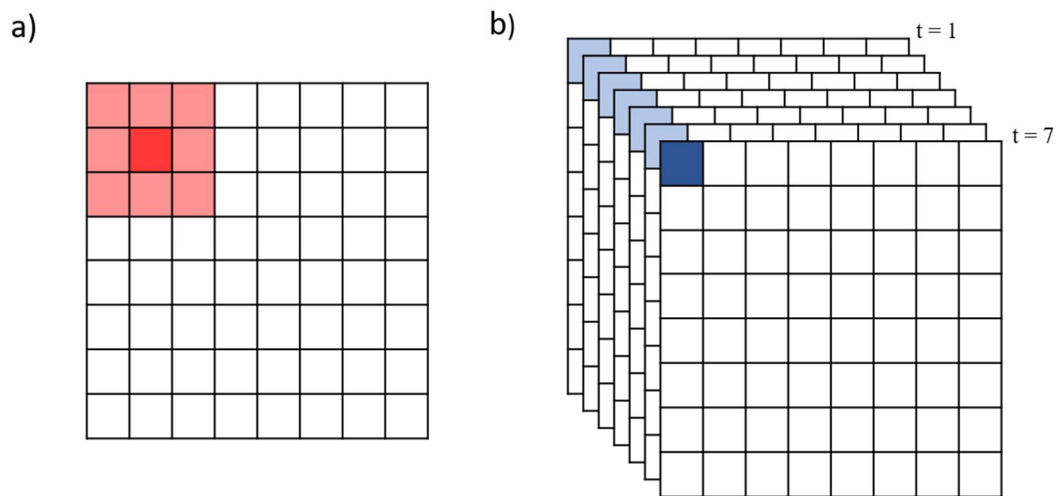 a)
b)
t = 1
t = 7